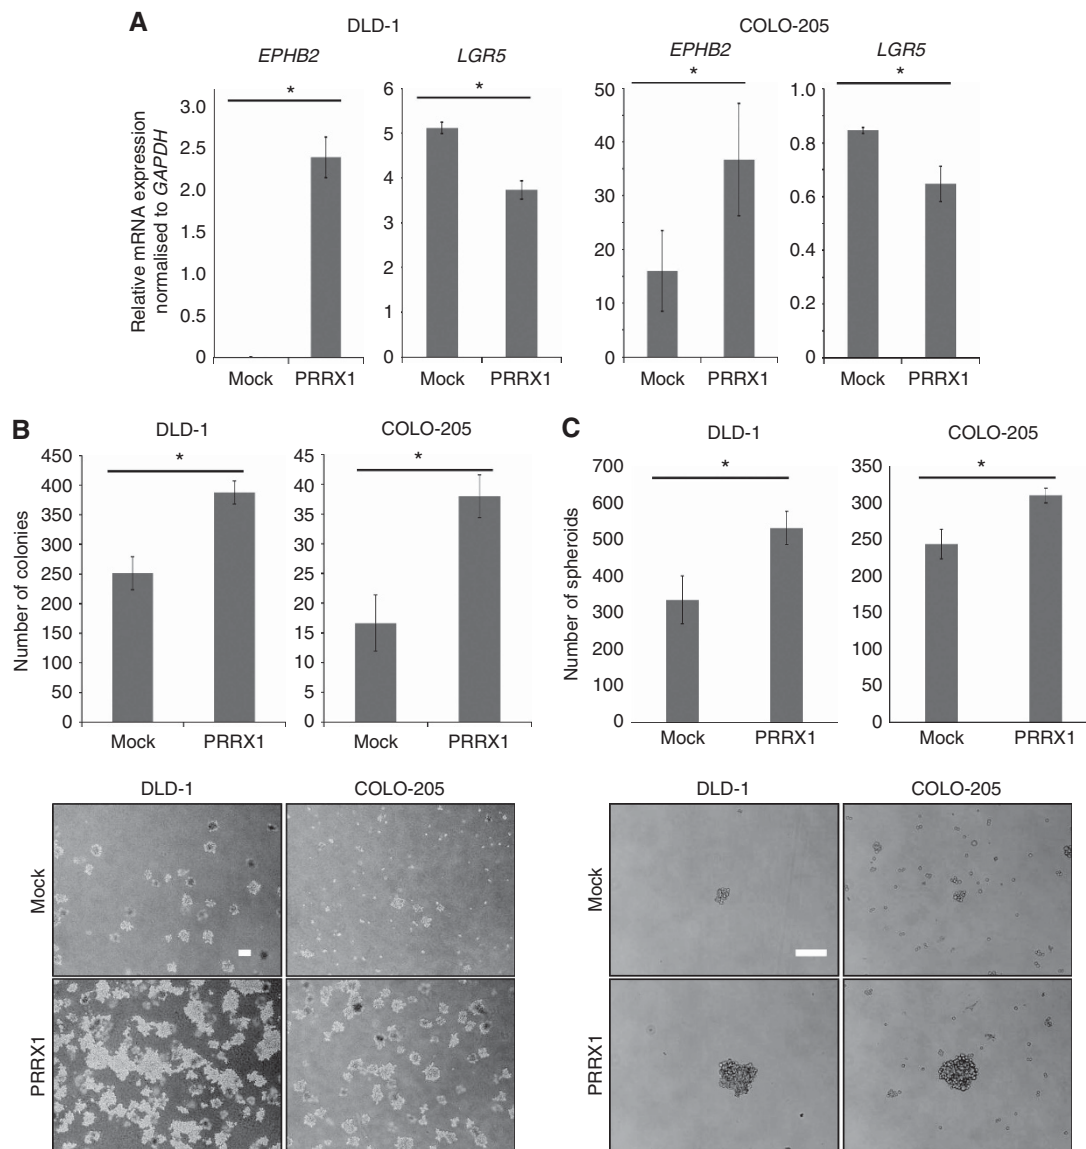 A
DLD-1
COLO-205
EPHB2
LGR5
EPHB2
LGR5
Relative mRNA expression
normalised to GAPDH
3.0
2.5
2.0
1.5
1.0
0.5
0
*
Mock PRRX1
6
5
4
3
2
1
0
*
Mock PRRX1
50
40
30
20
10
0
*
Mock PRRX1
1.0
0.8
0.6
0.4
0.2
0
*
Mock PRRX1
B
DLD-1
COLO-205
Number of colonies
450
400
350
300
250
200
150
100
50
0
*
Mock PRRX1
45
40
35
30
25
20
15
10
5
0
*
Mock PRRX1
DLD-1
COLO-205
Mock
PRRX1
C
DLD-1
COLO-205
Number of spheroids
700
600
500
400
300
200
100
0
*
Mock PRRX1
350
300
250
200
150
100
50
0
*
Mock PRRX1
DLD-1
COLO-205
Mock
PRRX1